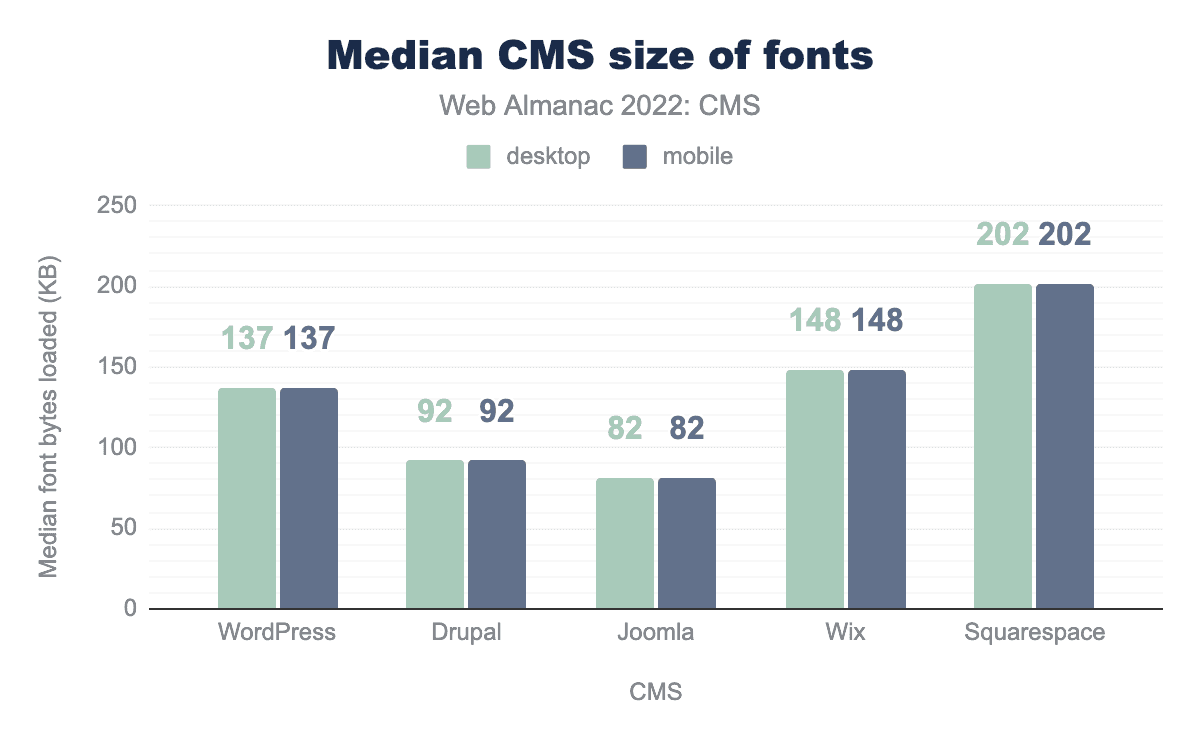 Median CMS size of fonts
Web Almanac 2022: CMS
desktop mobile
Median font bytes loaded (KB)
250
200
150
100
50
0
137 137
92 92
82 82
148 148
202 202
WordPress Drupal Joomla Wix Squarespace
CMS